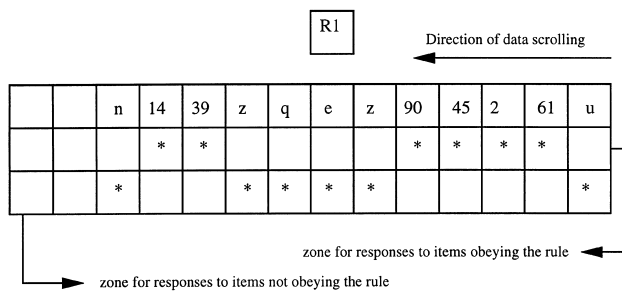 R1
Direction of data scrolling
n 14 39 z q e z 90 45 2 61 u
* * * * * *
* * * * * *
zone for responses to items obeying the rule
zone for responses to items not obeying the rule